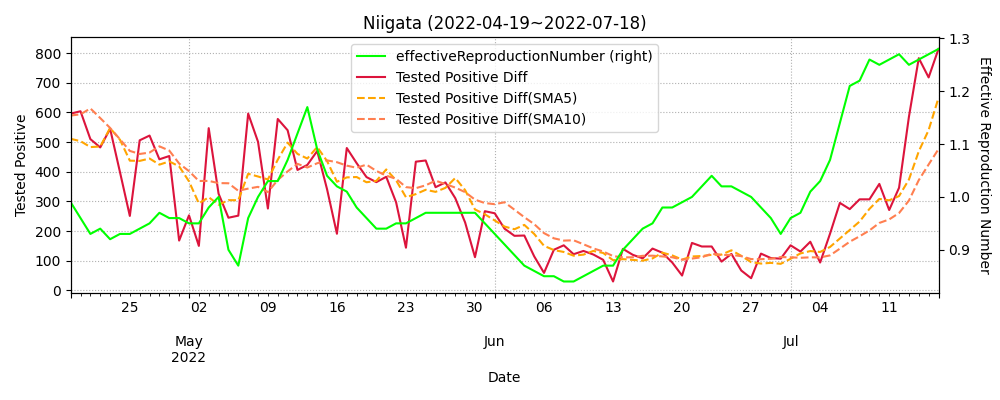 Niigata (2022-04-19~2022-07-18)
effectiveReproductionNumber (right)
Tested Positive Diff
Tested Positive Diff(SMA5)
Tested Positive Diff(SMA10)
Tested Positive
800
700
600
500
400
300
200
100
0
1.3
1.2
1.1
1.0
0.9
Effective Reproduction Number
25 02 09 16 23 06 13 20 27 04 11
May Jun Jul
2022
Date